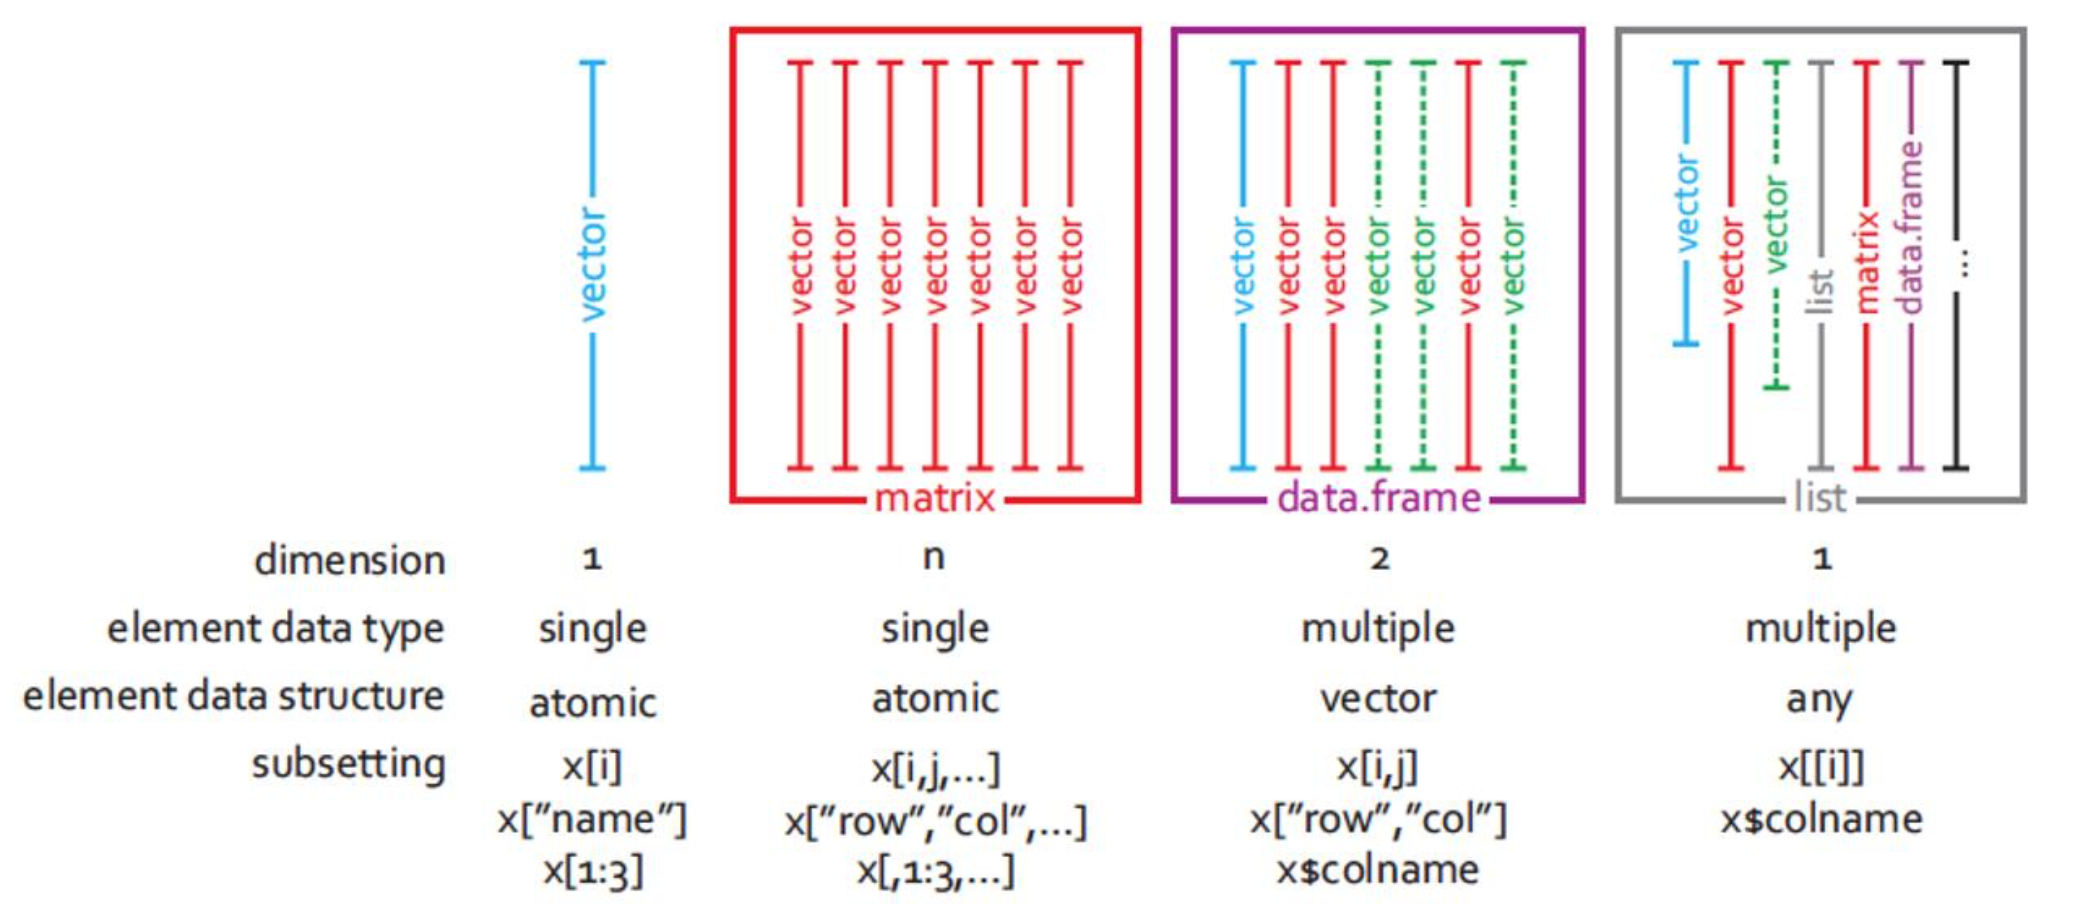 vector
vector
vector
vector
vector
vector
vector
vector
matrix
vector
vector
vector
vector
vector
vector
vector
data.frame
vector
vector
vector
list
matrix
data.frame
...
list
dimension 1 n 2 1
element data type single single multiple multiple
element data structure atomic atomic vector any
subsetting x[i] x[i,j,...] x[i,j] x[[i]]
x["name"] x["row","col",...] x["row","col"] x$colname
x[1:3] x[,1:3,...] x$colname